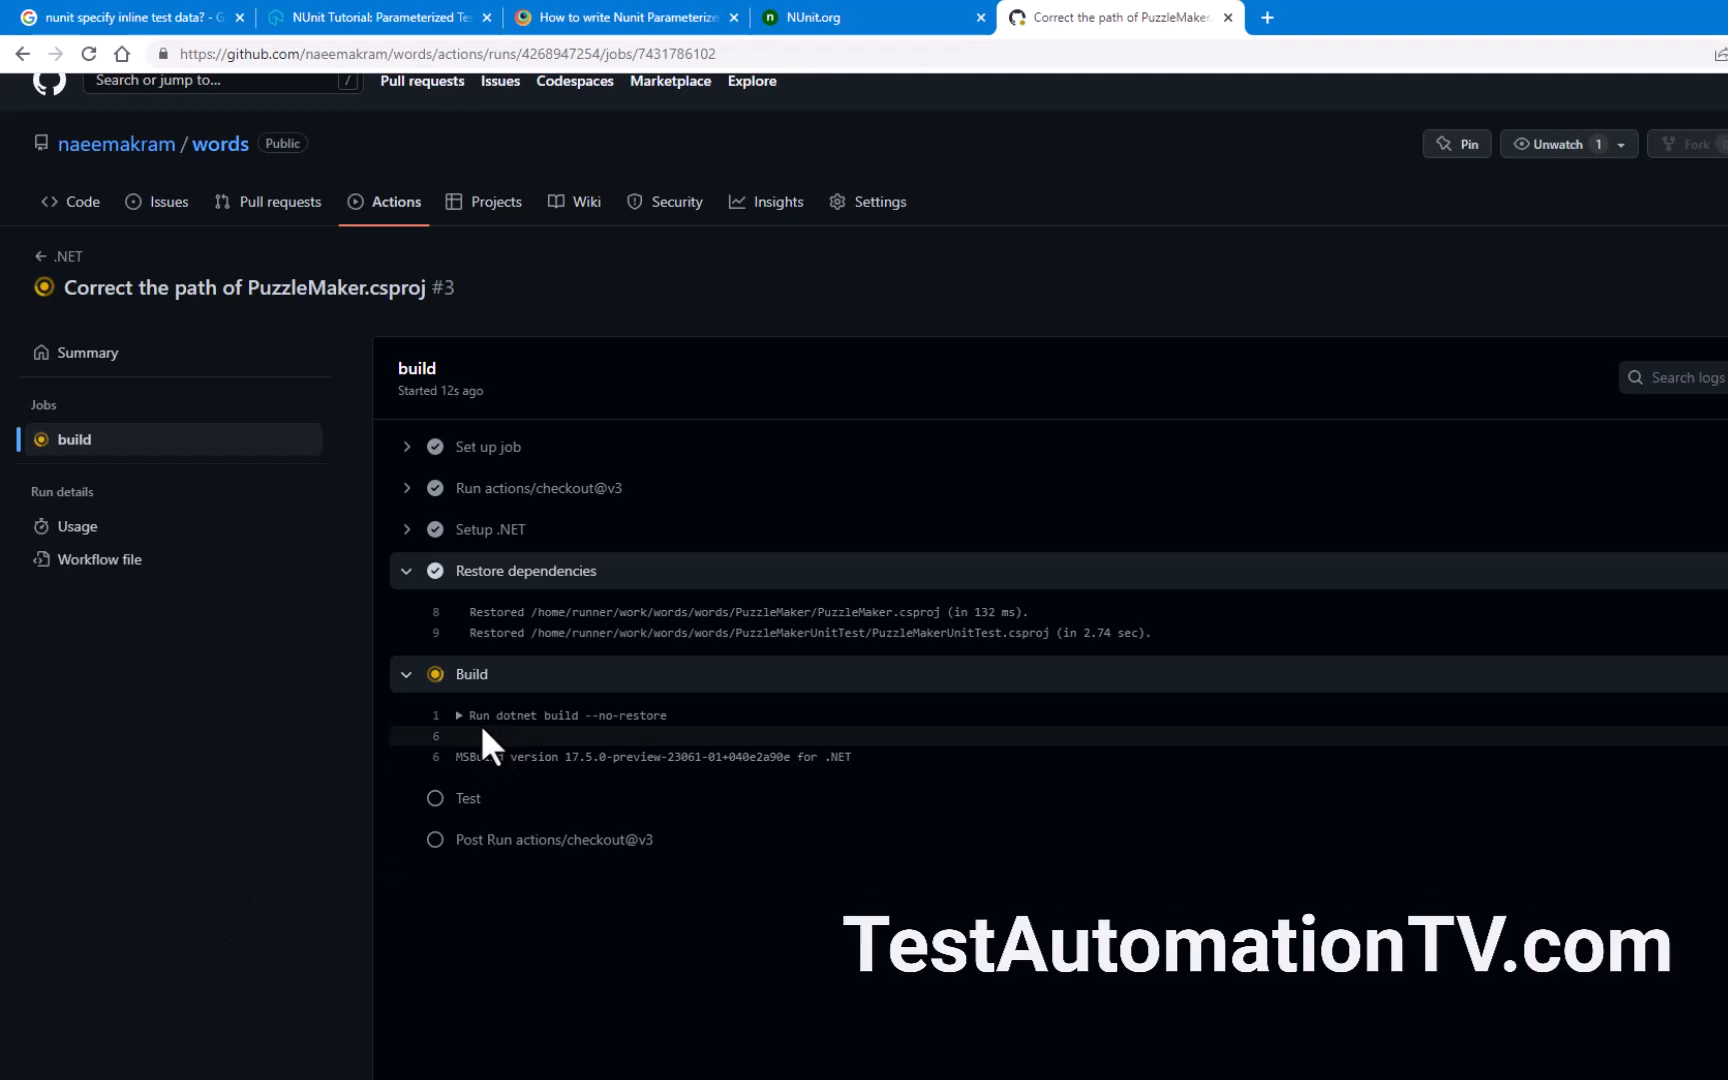 nunit specify inline test data? - G
NUnit Tutorial: Parameterized Te
How to write Nunit Parameterize
NUnit.org
Correct the path of PuzzleMaker
https://github.com/naeemakram/words/actions/runs/4268947254/jobs/7431786102
Search or jump to... /
Pull requests
Issues
Codespaces
Marketplace
Explore
naeemakram / words
Public
Pin
Unwatch 1
Fork
Code
Issues
Pull requests
Actions
Projects
Wiki
Security
Insights
Settings
.NET
Correct the path of PuzzleMaker.csproj #3
Summary
Jobs
build
Run details
Usage
Workflow file
build
Started 12s ago
Search logs
Set up job
Run actions/checkout@v3
Setup .NET
Restore dependencies
8 Restored /home/runner/work/words/words/PuzzleMaker/PuzzleMaker.csproj (in 132 ms).
9 Restored /home/runner/work/words/words/PuzzleMakerUnitTest/PuzzleMakerUnitTest.csproj (in 2.74 sec).
Build
1 Run dotnet build --no-restore
6
6 MSBuild version 17.5.0-preview-23061-01+040e2a90e for .NET
Test
Post Run actions/checkout@v3
TestAutomationTV.com